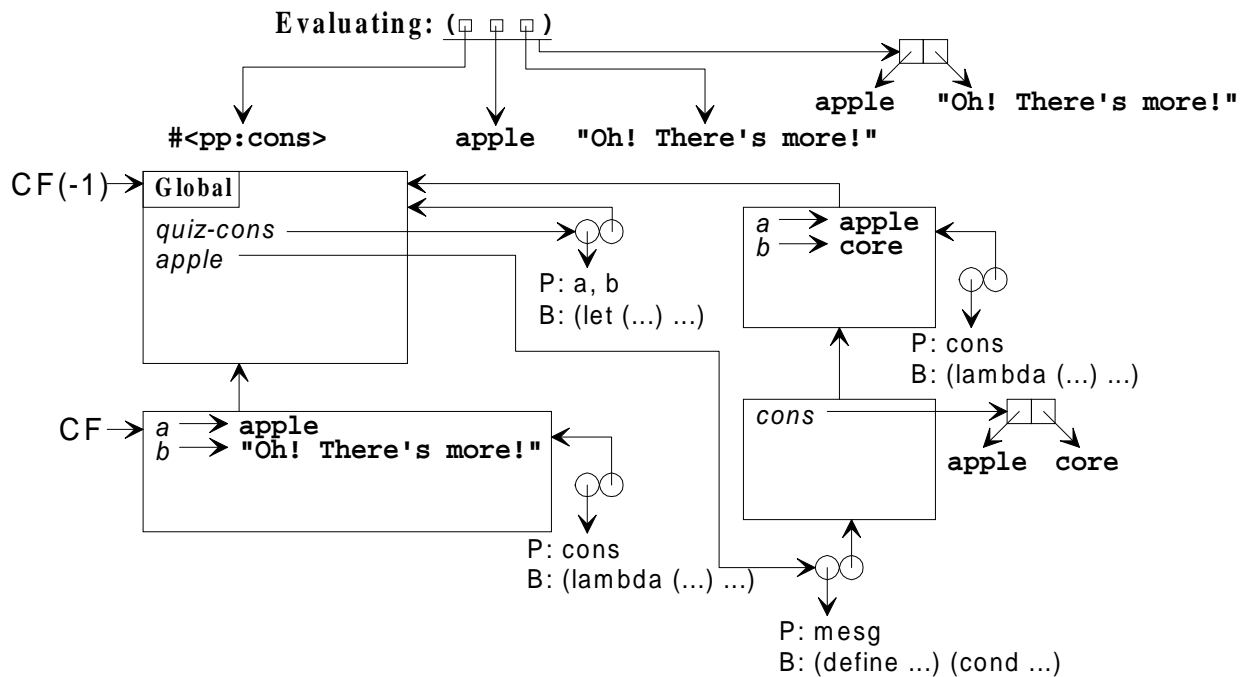 Evaluating: ( )
apple "Oh! There's more!"
#<pp:cons> apple "Oh! There's more!"
CF(-1)
Global
quiz-cons
apple
P: a, b
B: (let (...) ...)
a apple
b core
P: cons
B: (lambda (...) ...)
CF
a apple
b "Oh! There's more!"
P: cons
B: (lambda (...) ...)
cons
apple core
P: mesg
B: (define ...) (cond ...)